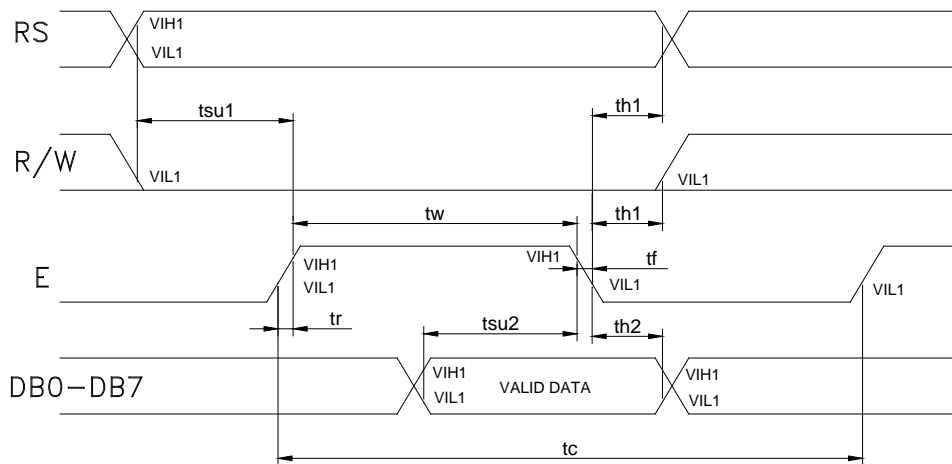 RS
VIH1
VIL1
tsu1
th1
R/W
VIL1
VIL1
tw
th1
E
VIH1
VIL1
VIH1
tf
VIL1
VIL1
tr
tsu2
th2
DB0-DB7
VIH1
VIL1
VALID DATA
VIH1
VIL1
tc